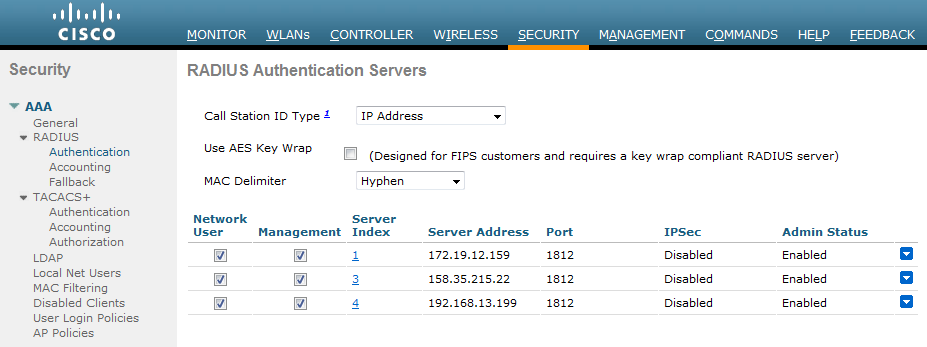 CISCO
MONITOR WLANs CONTROLLER WIRELESS SECURITY MANAGEMENT COMMANDS HELP FEEDBACK
Security
AAA
General
RADIUS
Authentication
Accounting
Fallback
TACACS+
Authentication
Accounting
Authorization
LDAP
Local Net Users
MAC Filtering
Disabled Clients
User Login Policies
AP Policies
RADIUS Authentication Servers
Call Station ID Type 1 IP Address
Use AES Key Wrap (Designed for FIPS customers and requires a key wrap compliant RADIUS server)
MAC Delimiter Hyphen
Network User Management Server Index Server Address Port IPSec Admin Status
1 172.19.12.159 1812 Disabled Enabled
3 158.35.215.22 1812 Disabled Enabled
4 192.168.13.199 1812 Disabled Enabled